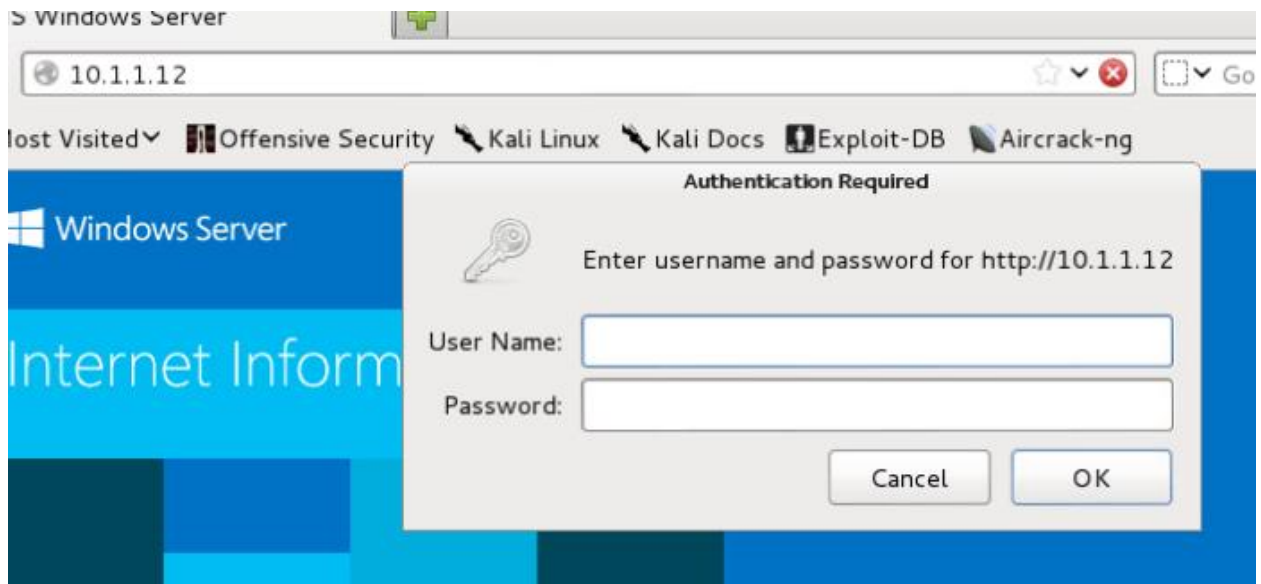 S Windows Server
10.1.1.12
Go
Most Visited Offensive Security Kali Linux Kali Docs Exploit-DB Aircrack-ng
Authentication Required
Windows Server
Enter username and password for http://10.1.1.12
Internet Inform
User Name:
Password:
Cancel OK